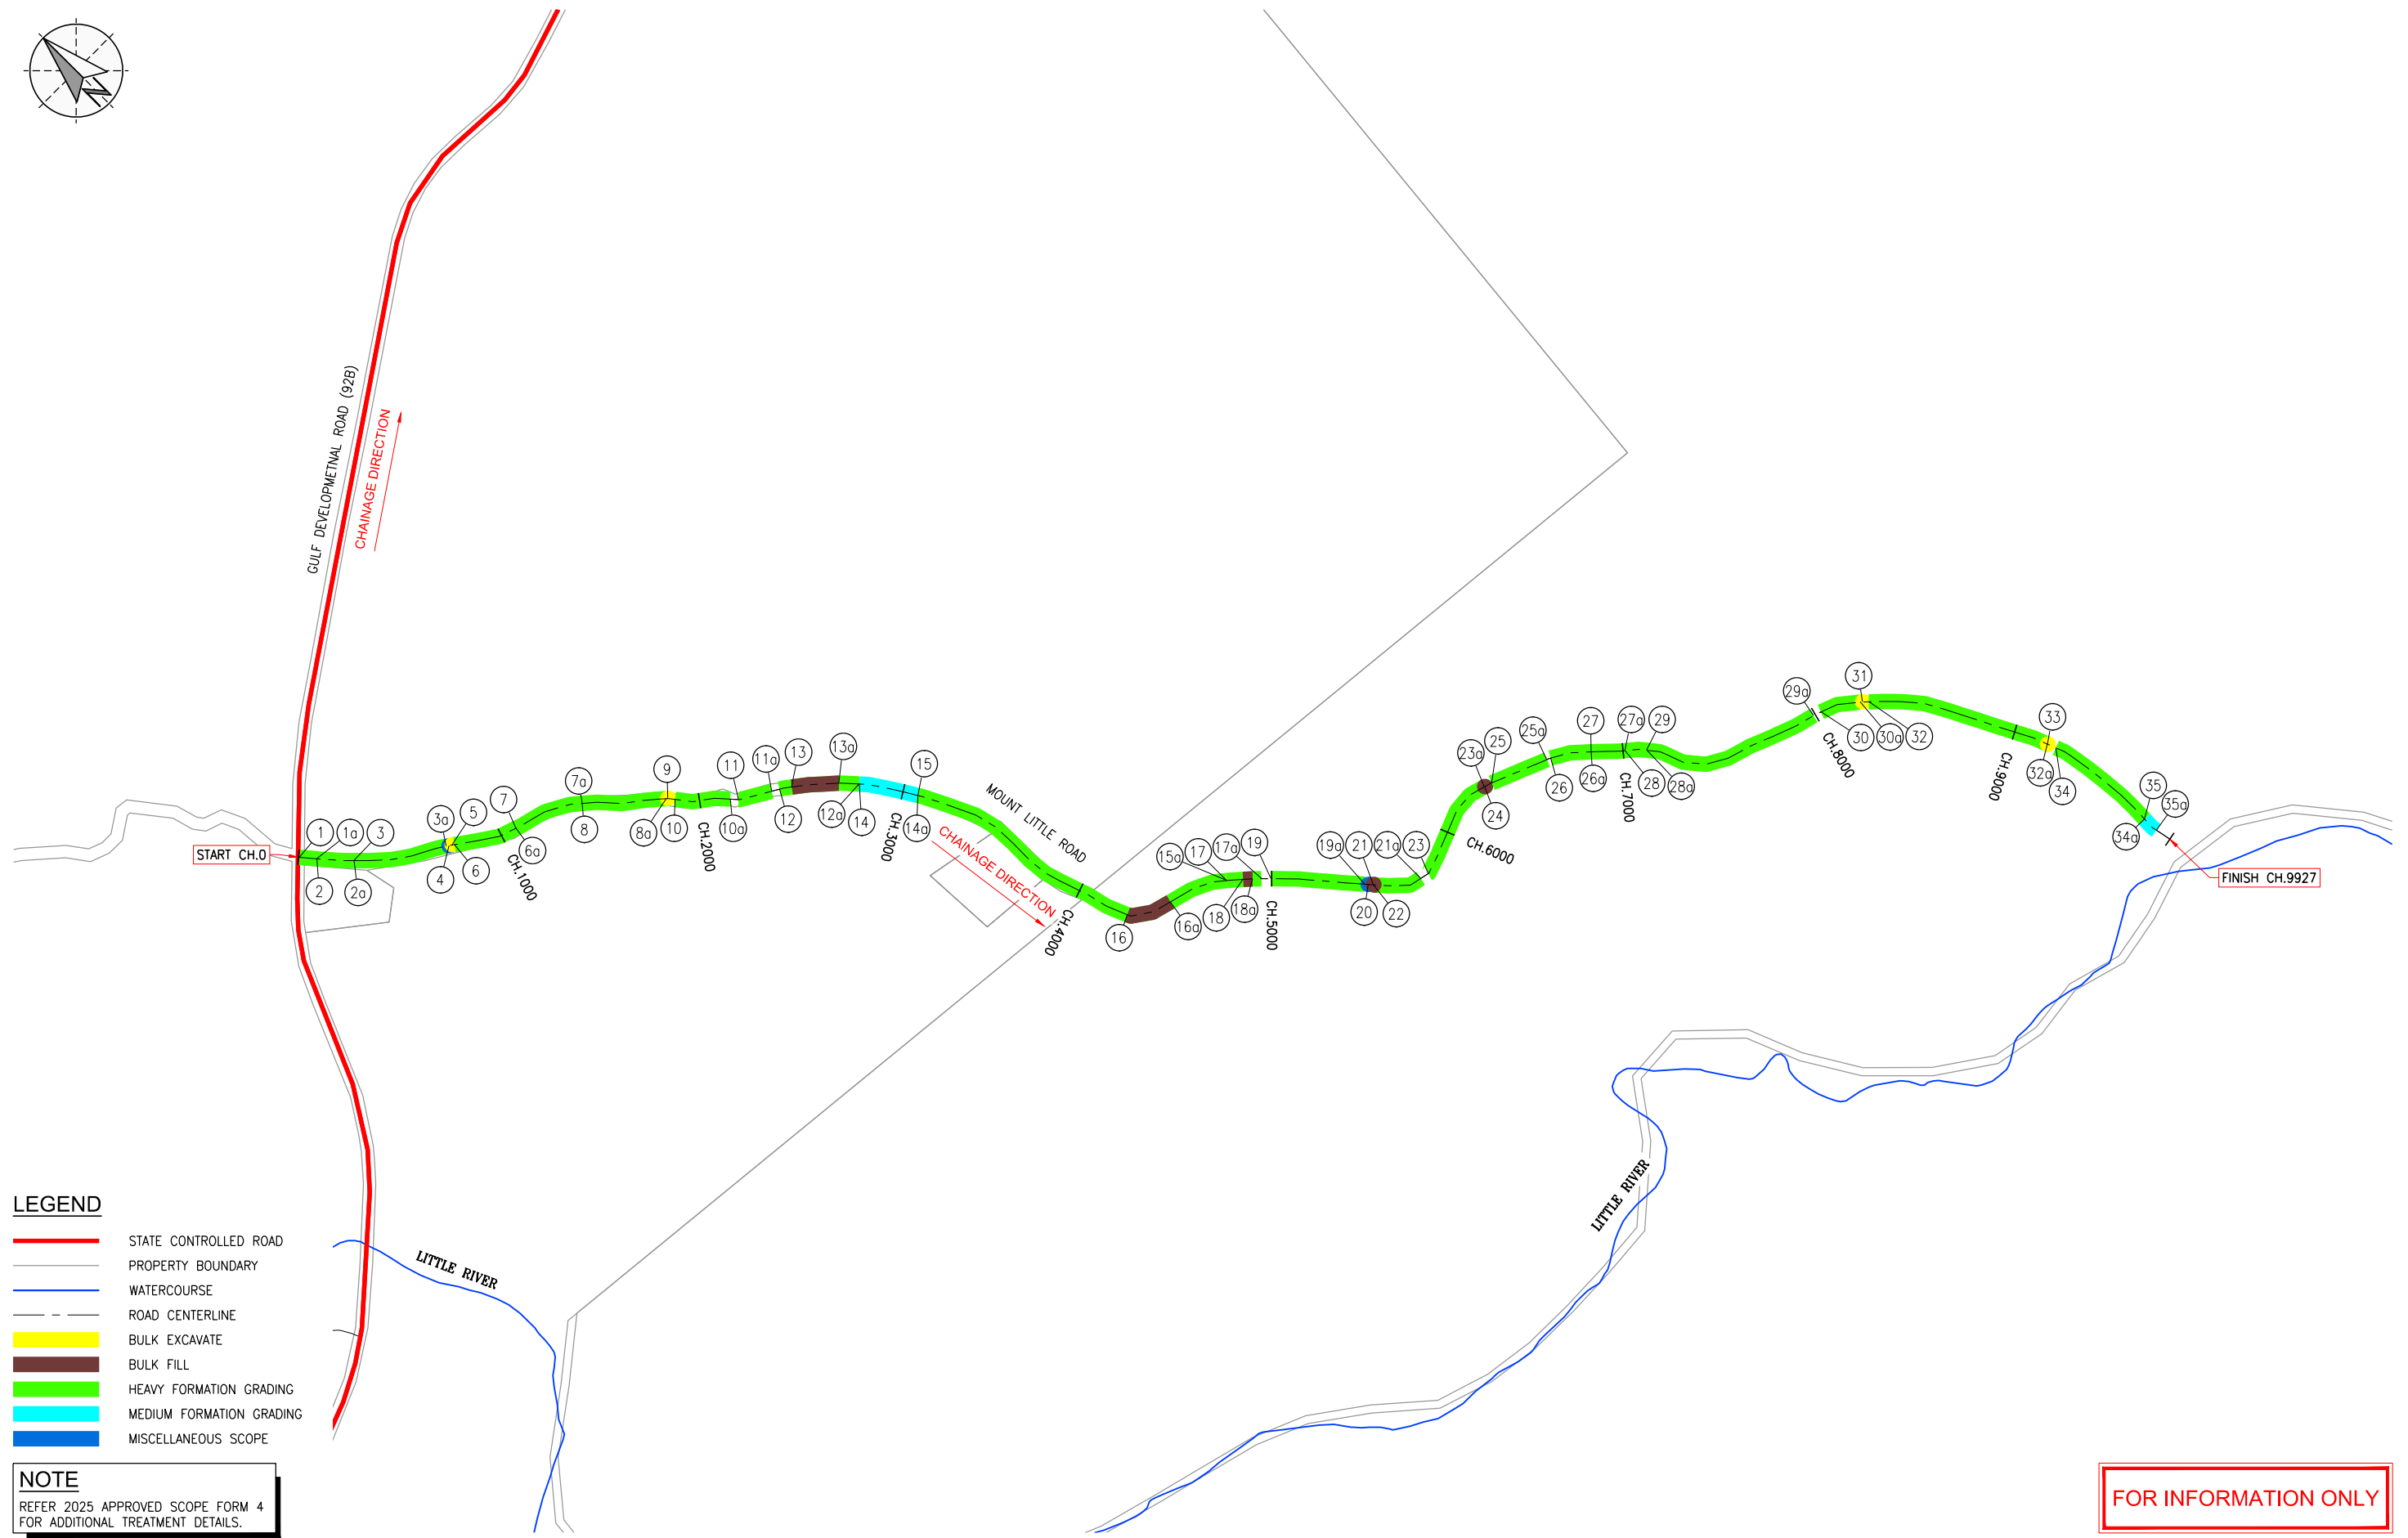 GULF DEVELOPMETNAL ROAD (92B)
CHAINAGE DIRECTION
START CH.0
1
1a
3
2
2a
3a
5
4
6
7
6a
CH.1000
7a
8
9
8a
10
CH.2000
11
10a
11a
13
12
13a
12a
14
CH.3000
15
14a
MOUNT LITTLE ROAD
CHAINAGE DIRECTION
CH.4000
16
16a
15a
17
17a
19
18
18a
CH.5000
19a
21
21a
23
20
22
CH.6000
23a
25
24
25a
26
27
26a
27a
29
CH.7000
28
28a
29a
CH.8000
30
31
30a
32
CH.9000
33
32a
34
35
35a
34a
FINISH CH.9927
LITTLE RIVER
LITTLE RIVER
LEGEND
STATE CONTROLLED ROAD
PROPERTY BOUNDARY
WATERCOURSE
ROAD CENTERLINE
BULK EXCAVATE
BULK FILL
HEAVY FORMATION GRADING
MEDIUM FORMATION GRADING
MISCELLANEOUS SCOPE
NOTE
REFER 2025 APPROVED SCOPE FORM 4
FOR ADDITIONAL TREATMENT DETAILS.
FOR INFORMATION ONLY